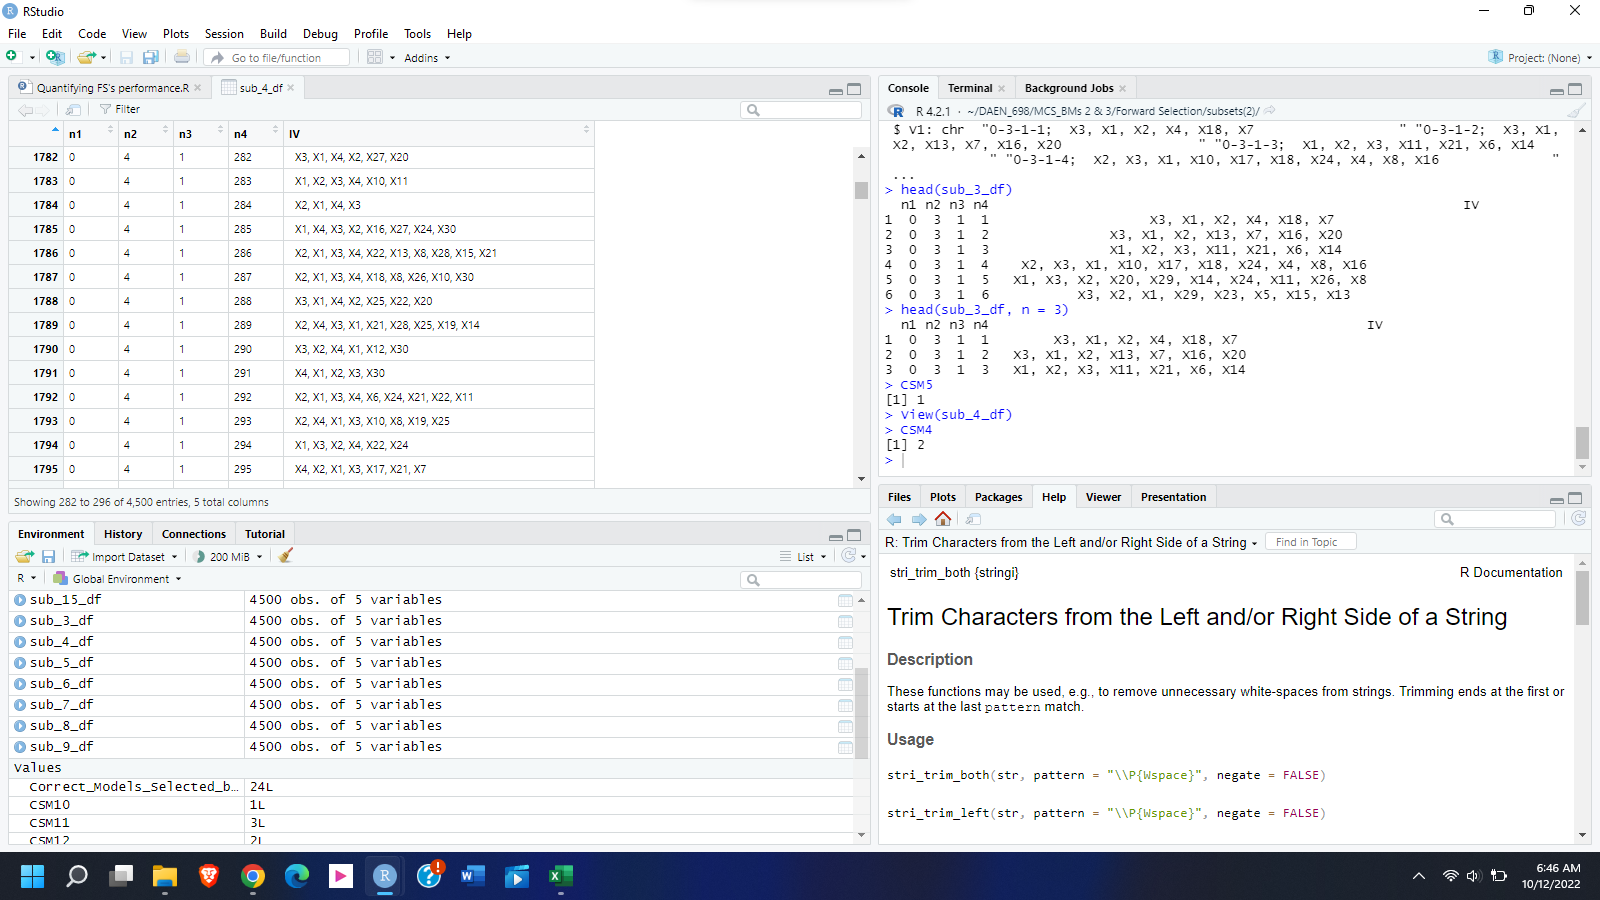 RStudio
File Edit Code View Plots Session Build Debug Profile Tools Help
Go to file/function Addins Project: (None)
Quantifying FS's performance.R sub_4_df
Filter
n1 n2 n3 n4 IV
1782 0 4 1 282 X3, X1, X4, X2, X27, X20
1783 0 4 1 283 X1, X2, X3, X4, X10, X11
1784 0 4 1 284 X2, X1, X4, X3
1785 0 4 1 285 X1, X4, X3, X2, X16, X27, X24, X30
1786 0 4 1 286 X2, X1, X3, X4, X22, X13, X8, X28, X15, X21
1787 0 4 1 287 X2, X1, X3, X4, X18, X8, X26, X10, X30
1788 0 4 1 288 X3, X1, X4, X2, X25, X22, X20
1789 0 4 1 289 X2, X4, X3, X1, X21, X28, X25, X19, X14
1790 0 4 1 290 X3, X2, X4, X1, X12, X30
1791 0 4 1 291 X4, X1, X2, X3, X30
1792 0 4 1 292 X2, X1, X3, X4, X6, X24, X21, X22, X11
1793 0 4 1 293 X2, X4, X1, X3, X10, X8, X19, X25
1794 0 4 1 294 X1, X3, X2, X4, X22, X24
1795 0 4 1 295 X4, X2, X1, X3, X17, X21, X7
Showing 282 to 296 of 4,500 entries, 5 total columns
Environment History Connections Tutorial
Import Dataset 200 MiB List
R Global Environment
sub_15_df 4500 obs. of 5 variables
sub_3_df 4500 obs. of 5 variables
sub_4_df 4500 obs. of 5 variables
sub_5_df 4500 obs. of 5 variables
sub_6_df 4500 obs. of 5 variables
sub_7_df 4500 obs. of 5 variables
sub_8_df 4500 obs. of 5 variables
sub_9_df 4500 obs. of 5 variables
Values
Correct_Models_Selected_b… 24L
CSM10 1L
CSM11 3L
CSM12 2L
Console Terminal Background Jobs
R 4.2.1 · ~/DAEN_698/MCS_BMs 2 & 3/Forward Selection/subsets(2)/
$ V1: chr "0-3-1-1; X3, X1, X2, X4, X18, X7 " "0-3-1-2; X3, X1,
X2, X13, X7, X16, X20 " "0-3-1-3; X1, X2, X3, X11, X21, X6, X14
" "0-3-1-4; X2, X3, X1, X10, X17, X18, X24, X4, X8, X16 "
...
> head(sub_3_df)
n1 n2 n3 n4 IV
1 0 3 1 1 X3, X1, X2, X4, X18, X7
2 0 3 1 2 X3, X1, X2, X13, X7, X16, X20
3 0 3 1 3 X1, X2, X3, X11, X21, X6, X14
4 0 3 1 4 X2, X3, X1, X10, X17, X18, X24, X4, X8, X16
5 0 3 1 5 X1, X3, X2, X20, X29, X14, X24, X11, X26, X8
6 0 3 1 6 X3, X2, X1, X29, X23, X5, X15, X13
> head(sub_3_df, n = 3)
n1 n2 n3 n4 IV
1 0 3 1 1 X3, X1, X2, X4, X18, X7
2 0 3 1 2 X3, X1, X2, X13, X7, X16, X20
3 0 3 1 3 X1, X2, X3, X11, X21, X6, X14
> CSM5
[1] 1
> View(sub_4_df)
> CSM4
[1] 2
>
Files Plots Packages Help Viewer Presentation
R: Trim Characters from the Left and/or Right Side of a String Find in Topic
stri_trim_both {stringi} R Documentation
Trim Characters from the Left and/or Right Side of a String
Description
These functions may be used, e.g., to remove unnecessary white-spaces from strings. Trimming ends at the first or
starts at the last pattern match.
Usage
stri_trim_both(str, pattern = "\\P{Wspace}", negate = FALSE)
stri_trim_left(str, pattern = "\\P{Wspace}", negate = FALSE)
6:46 AM
10/12/2022